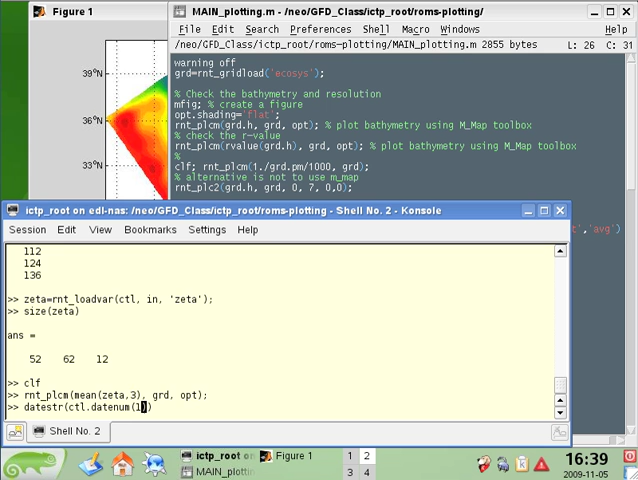 Figure 1
MAIN_plotting.m - /neo/GFD_Class/ictp_root/roms-plotting/
File Edit Search Preferences Shell Macro Windows
/neo/GFD_Class/ictp_root/roms-plotting/MAIN_plotting.m 2855 bytes L: 26 C: 31
warning off
grd=rnt_gridload('ecosys');
% Check the bathymetry and resolution
mfig; % create a figure
opt.shading='flat';
rnt_plcm(grd.h, grd, opt); % plot bathymetry using M_Map toolbox
% check the r-value
rnt_plcm(rvalue(grd.h), grd, opt); % plot bathymetry using M_Map toolbox
%
clf; rnt_plcm(1./grd.pm/1000, grd);
% alternative is not to use m_map
rnt_plc2(grd.h, grd, 0, 7, 0,0);
39°N
36°N
33°N
t','avg')
ictp_root on edl-nas: /neo/GFD_Class/ictp_root/roms-plotting - Shell No. 2 - Konsole
Session Edit View Bookmarks Settings Help
112
124
136
>> zeta=rnt_loadvar(ctl, in, 'zeta');
>> size(zeta)
ans =
52 62 12
>> clf
>> rnt_plcm(mean(zeta,3), grd, opt);
>> datestr(ctl.datenum(1))
Shell No. 2
ictp_root on
Figure 1
MAIN_plottin
1 2
3 4
16:39
2009-11-05